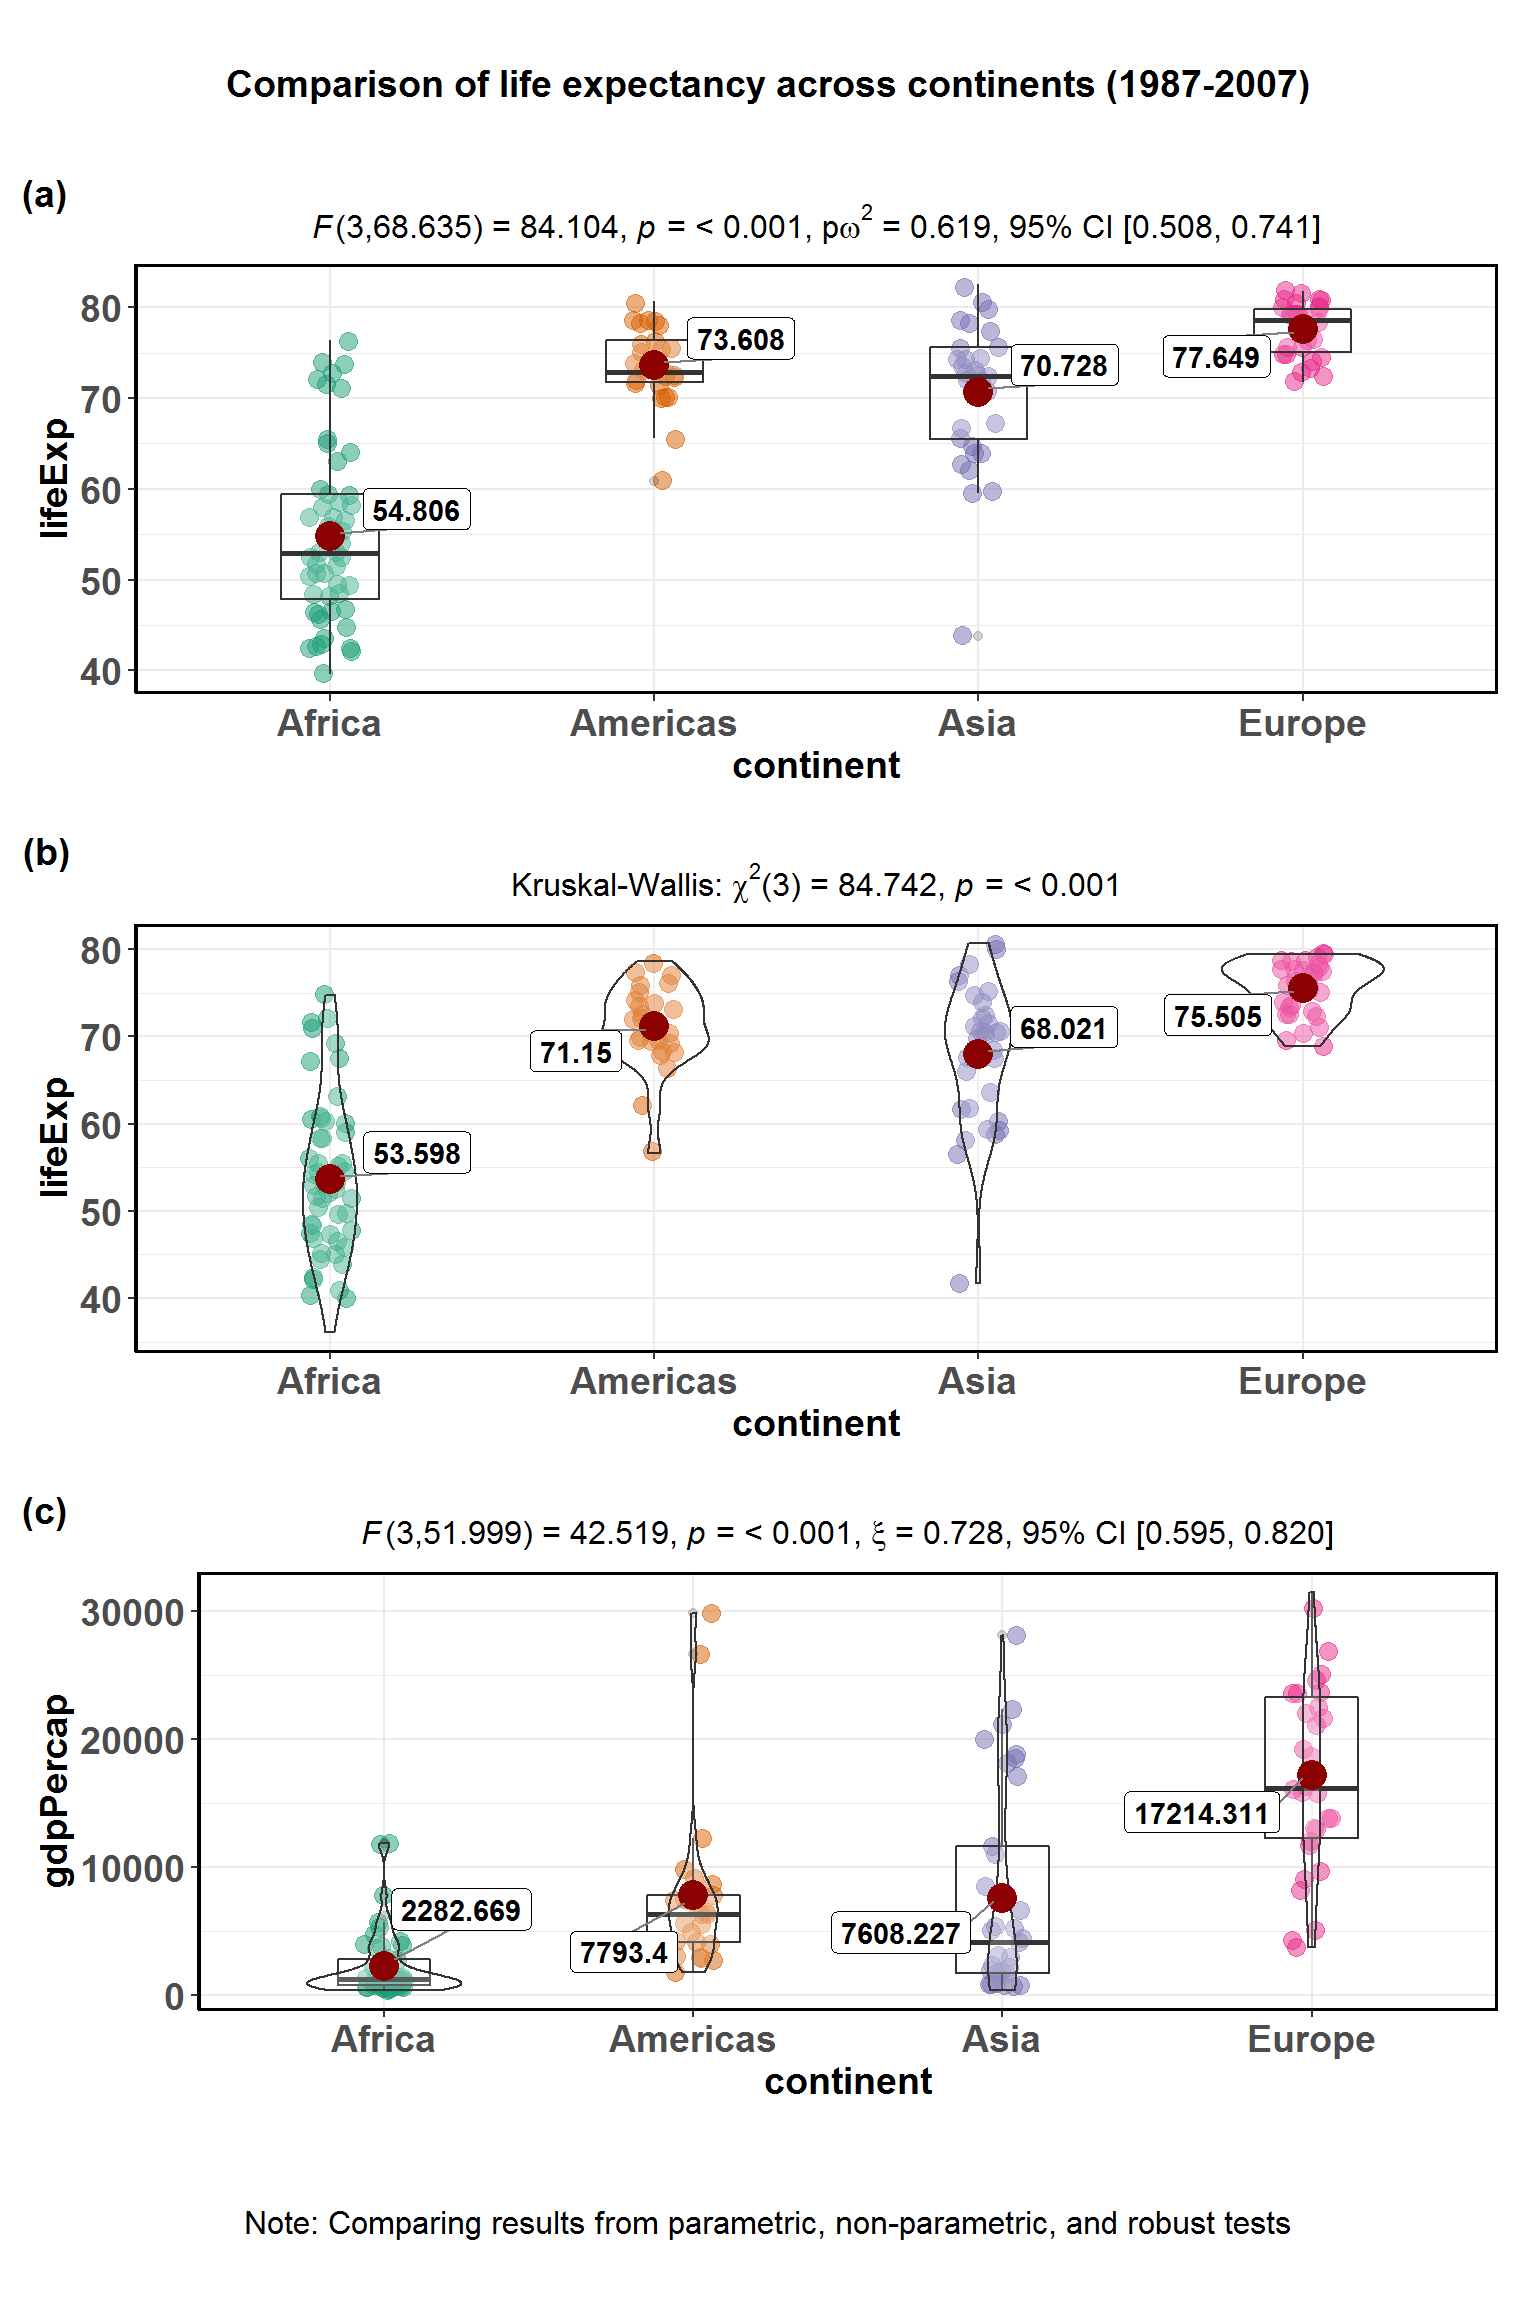 Comparison of life expectancy across continents (1987-2007)
(a)
F(3,68.635) = 84.104, p = < 0.001, pω² = 0.619, 95% CI [0.508, 0.741]
lifeExp
80
70
60
50
40
54.806
73.608
70.728
77.649
Africa Americas Asia Europe
continent
(b)
Kruskal-Wallis: χ²(3) = 84.742, p = < 0.001
lifeExp
80
70
60
50
40
53.598
71.15
68.021
75.505
Africa Americas Asia Europe
continent
(c)
F(3,51.999) = 42.519, p = < 0.001, ξ = 0.728, 95% CI [0.595, 0.820]
gdpPercap
30000
20000
10000
0
2282.669
7793.4
7608.227
17214.311
Africa Americas Asia Europe
continent
Note: Comparing results from parametric, non-parametric, and robust tests